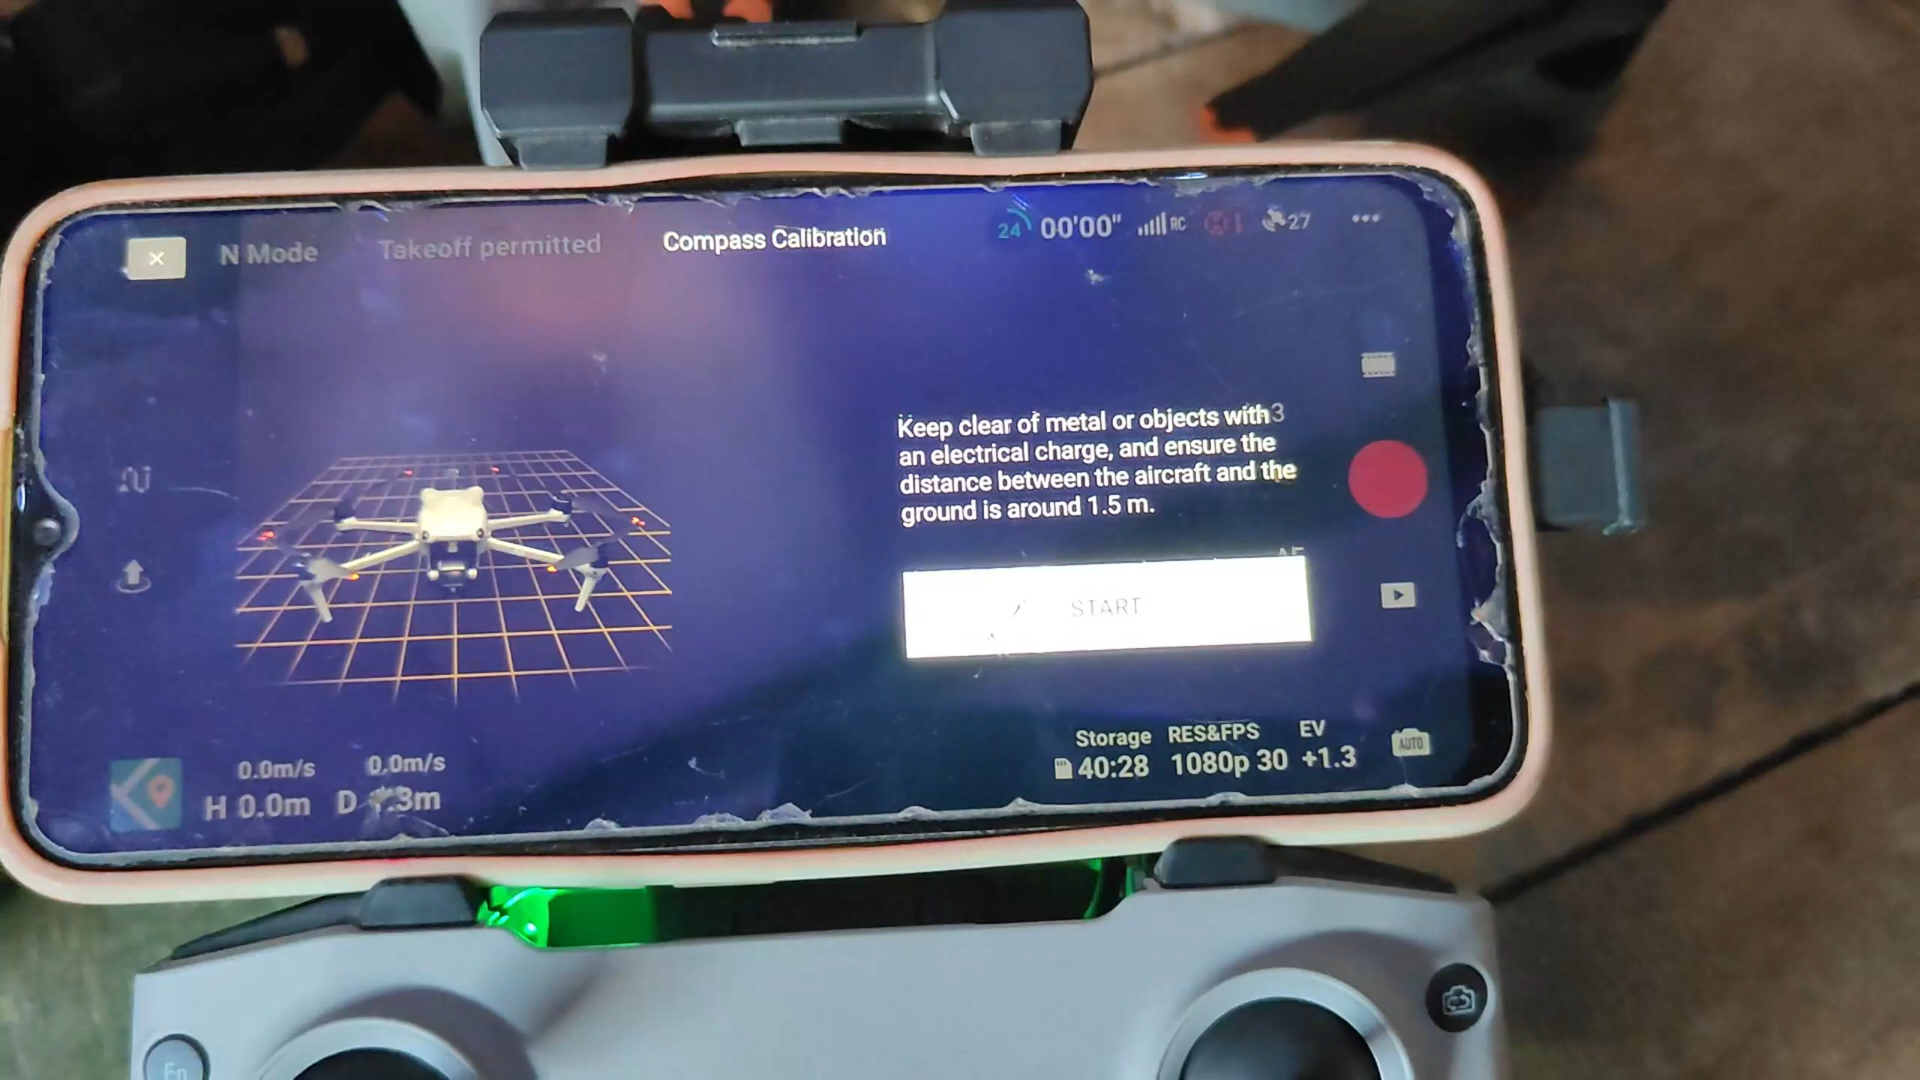 N Mode
Takeoff permitted
Compass Calibration
24
00'00"
RC
27
Keep clear of metal or objects with
an electrical charge, and ensure the
distance between the aircraft and the
ground is around 1.5 m.
START
Storage RES&FPS EV
40:28 1080p 30 +1.3
AUTO
0.0m/s 0.0m/s
H 0.0m D
Fn